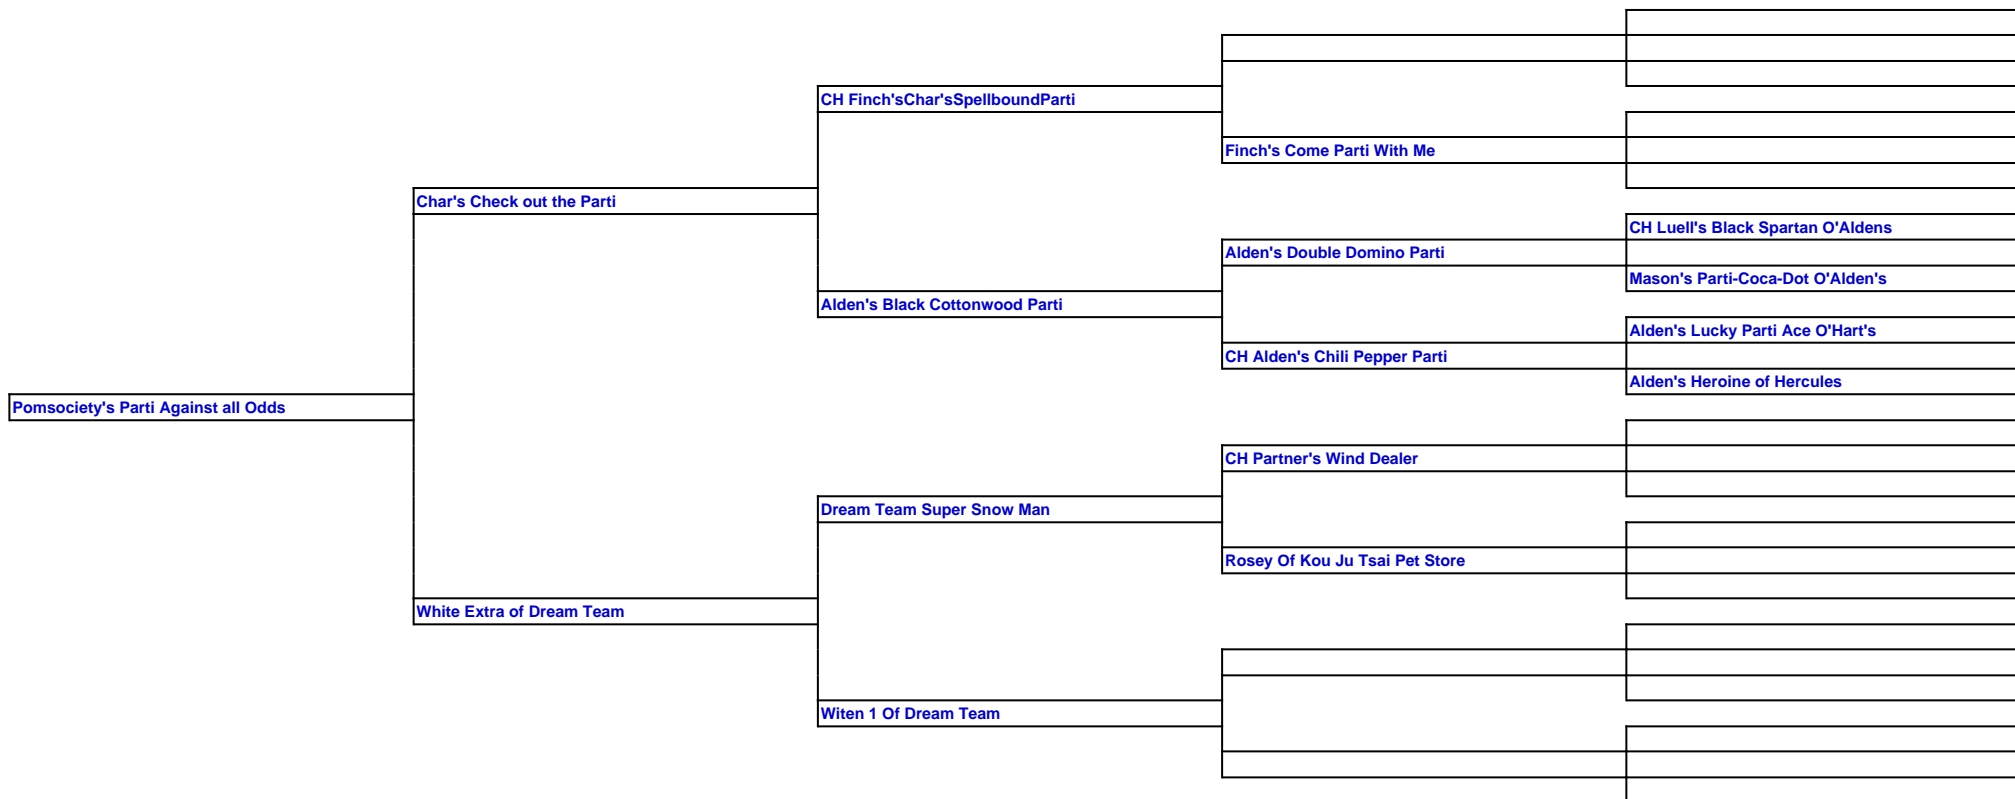 CH Finch'sChar'sSpellboundParti
Finch's Come Parti With Me
Char's Check out the Parti
CH Luell's Black Spartan O'Aldens
Alden's Double Domino Parti
Mason's Parti-Coca-Dot O'Alden's
Alden's Black Cottonwood Parti
Alden's Lucky Parti Ace O'Hart's
CH Alden's Chili Pepper Parti
Alden's Heroine of Hercules
Pomsociety's Parti Against all Odds
CH Partner's Wind Dealer
Dream Team Super Snow Man
Rosey Of Kou Ju Tsai Pet Store
White Extra of Dream Team
Witen 1 Of Dream Team